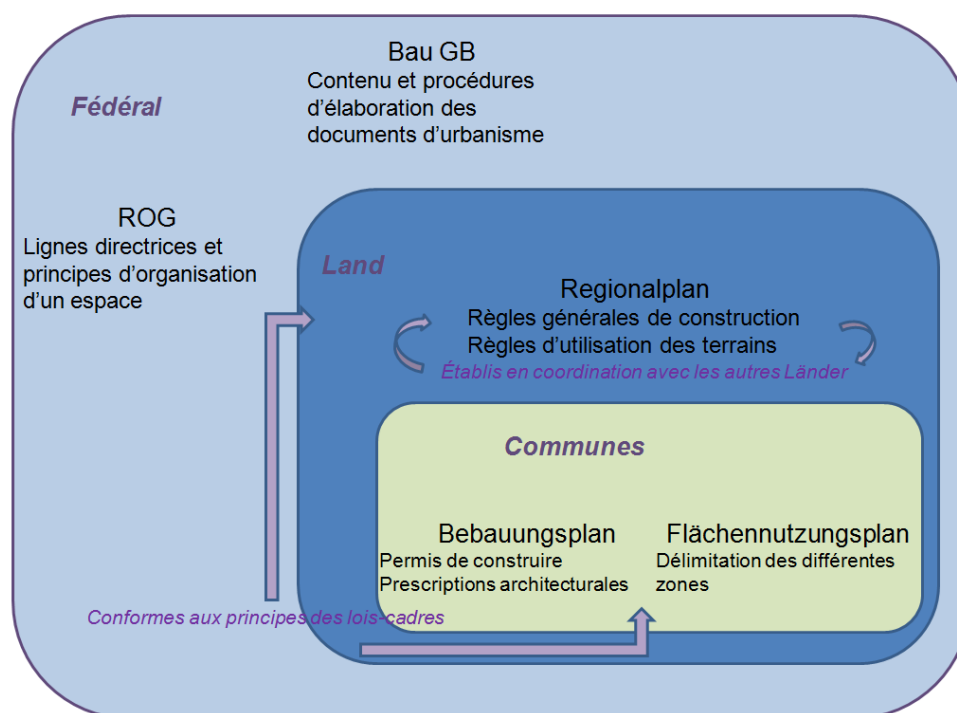 Bau GB
Contenu et procédures
d'élaboration des
documents d'urbanisme
Fédéral
ROG
Lignes directrices et
principes d'organisation
d'un espace
Land
Regionalplan
Règles générales de construction
Règles d'utilisation des terrains
Établis en coordination avec les autres Länder
Communes
Bebauungsplan
Permis de construire
Prescriptions architecturales
Flächennutzungsplan
Délimitation des différentes
zones
Conformes aux principes des lois-cadres